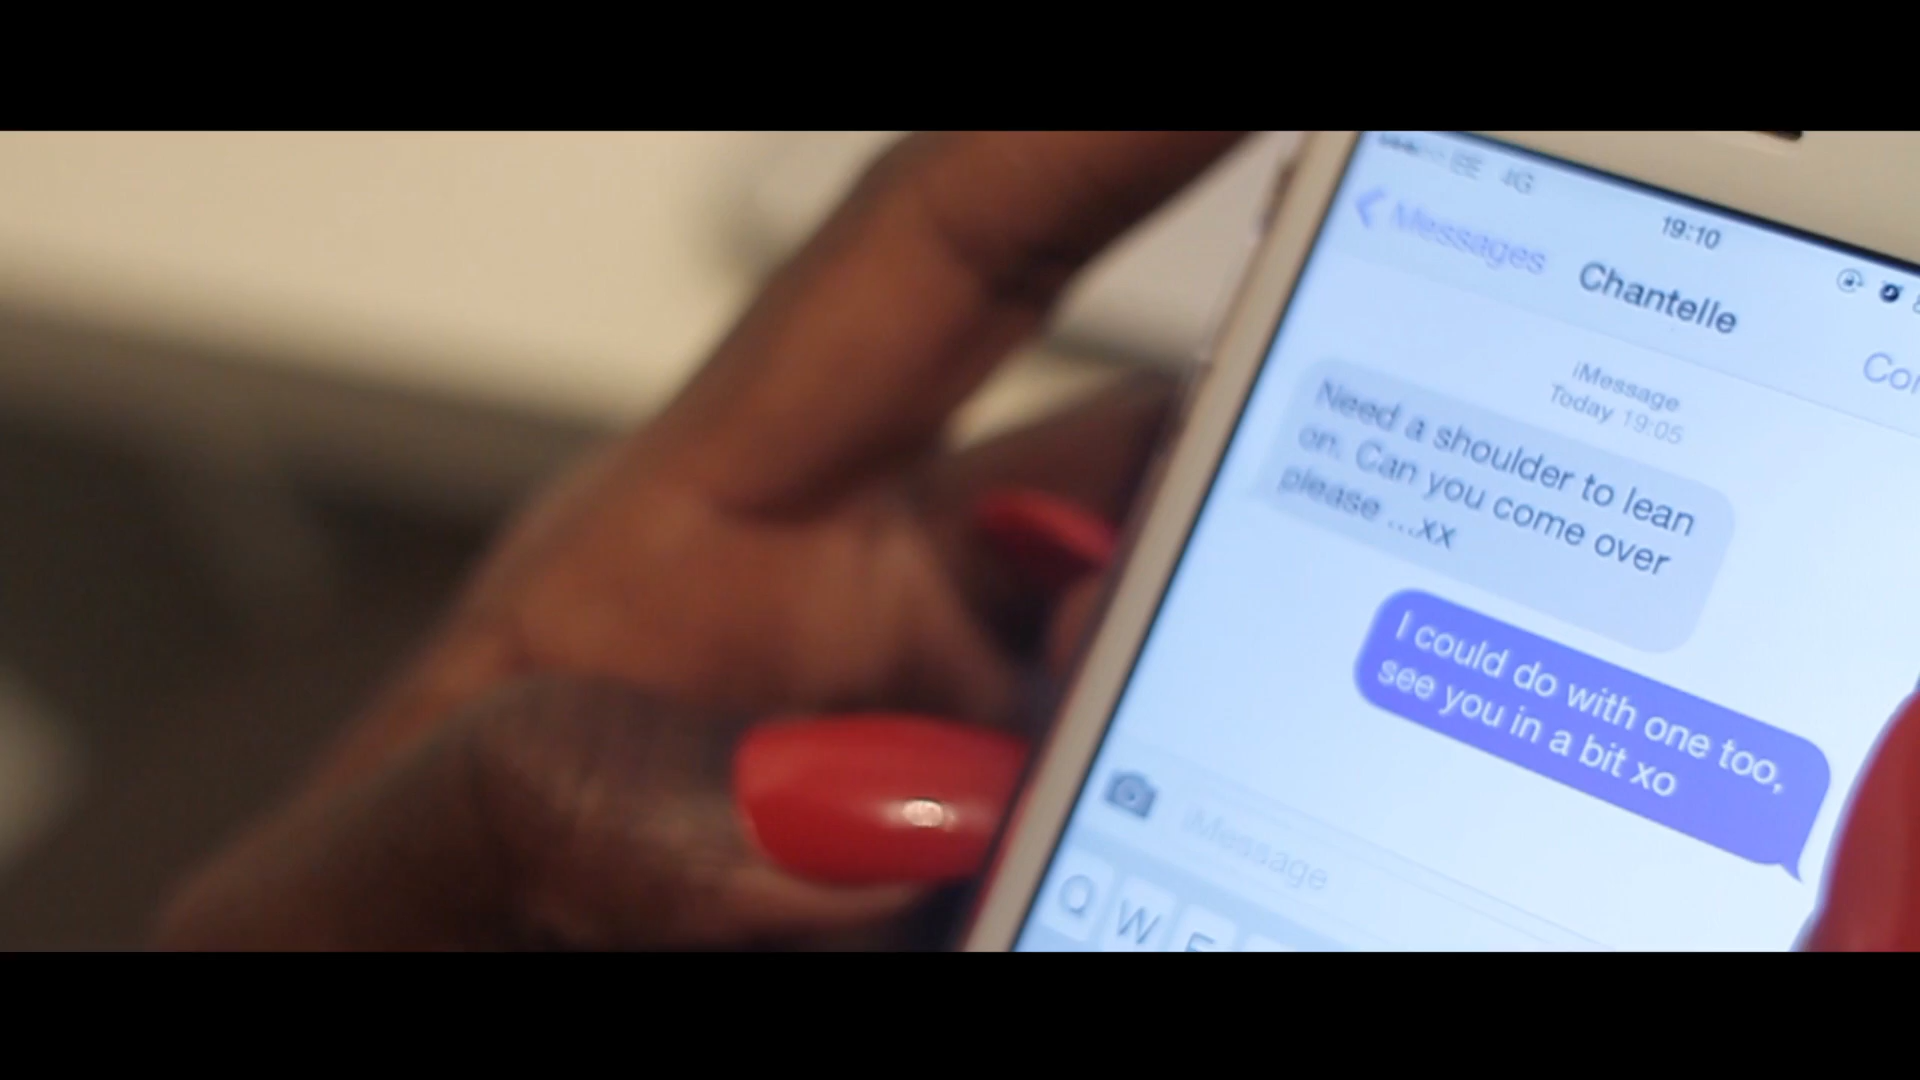 EE 4G
19:10
Messages
Chantelle
iMessage
Today 19:05
Need a shoulder to lean
on. Can you come over
please ...xx
I could do with one too,
see you in a bit xo
iMessage
Q W E